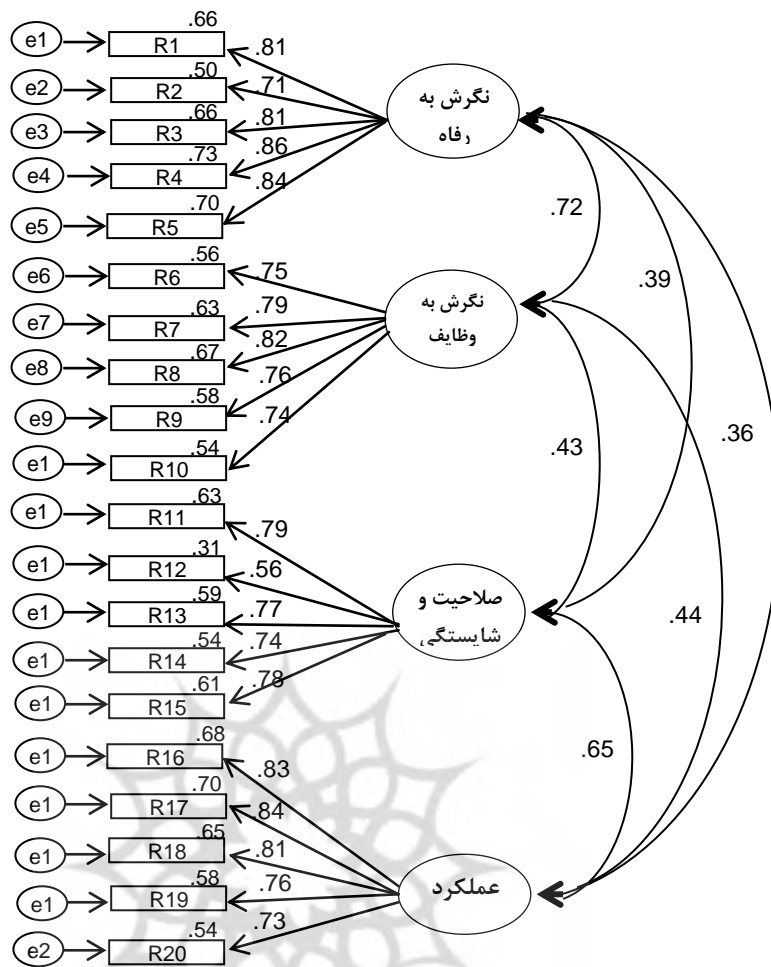 .66
e1 R1 .81
.50
e2 R2 .71
.66
e3 R3 .81
.73
e4 R4 .86
.70
e5 R5 .84
نگرش به
رفاه
.56
e6 R6 .75
.63
e7 R7 .79
.67
e8 R8 .82
.58
e9 R9 .76
.54
e1 R10 .74
نگرش به
وظایف
.63
e1 R11 .79
.31
e1 R12 .56
.59
e1 R13 .77
.54
e1 R14 .74
.61
e1 R15 .78
صلاحیت و
شایستگی
.68
e1 R16 .83
.70
e1 R17 .84
.65
e1 R18 .81
.58
e1 R19 .76
.54
e2 R20 .73
عملکرد
.72
.39
.36
.43
.44
.65